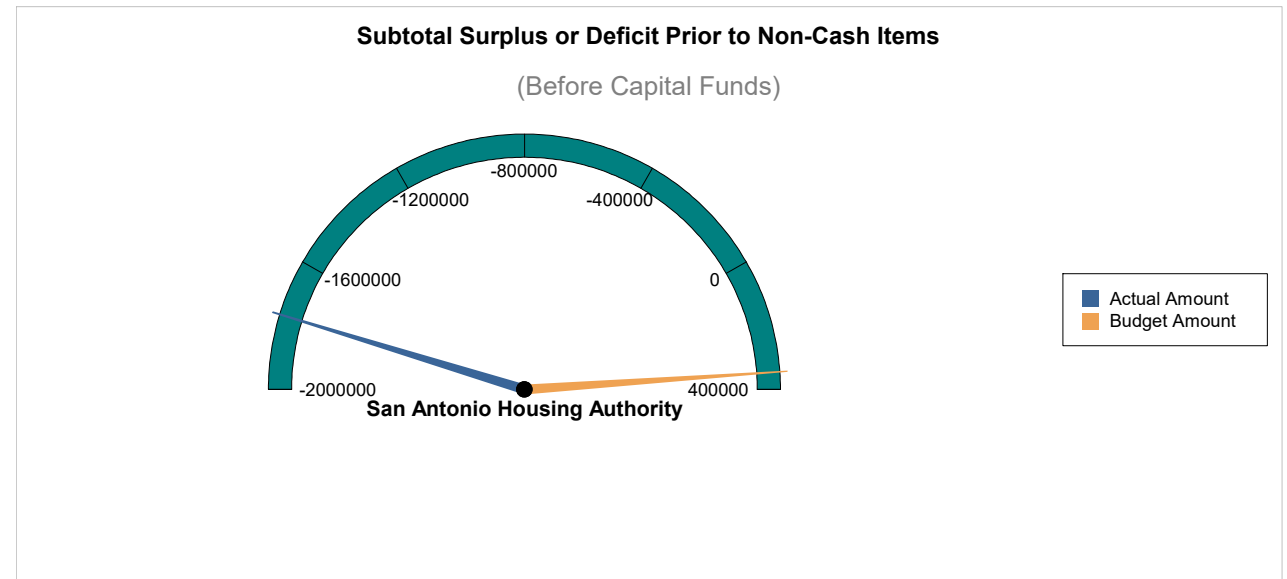 Subtotal Surplus or Deficit Prior to Non-Cash Items
(Before Capital Funds)
-800000
-1200000
-400000
-1600000
0
-2000000
400000
San Antonio Housing Authority
Actual Amount
Budget Amount